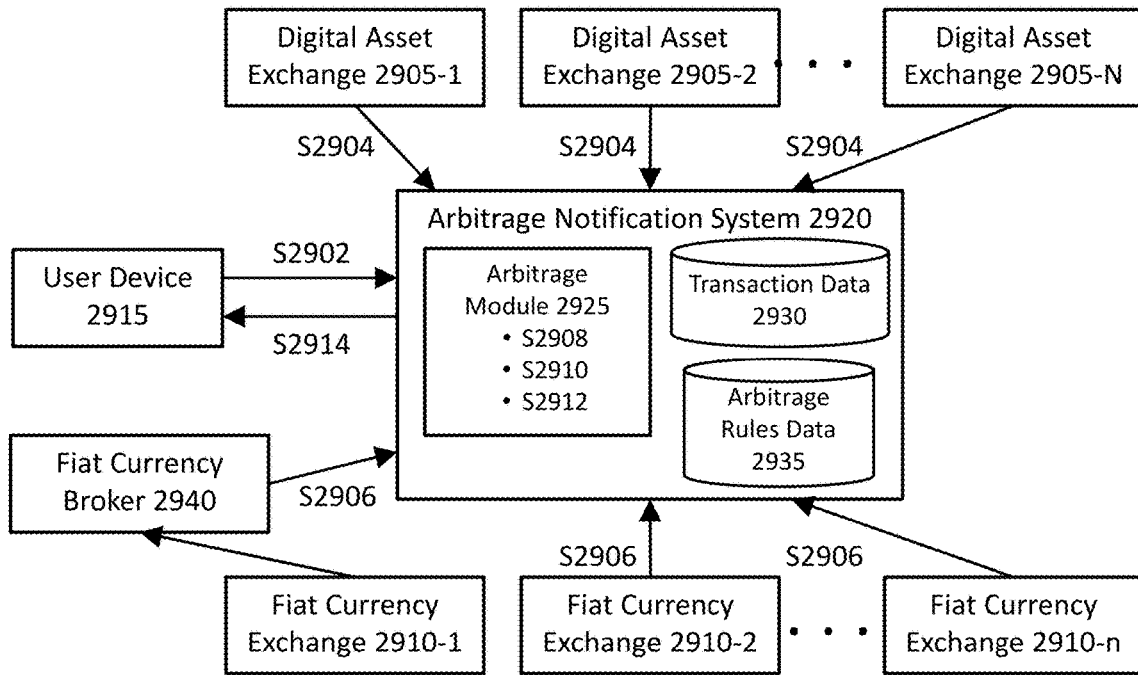 Digital Asset
Exchange 2905-1
Digital Asset
Exchange 2905-2
Digital Asset
Exchange 2905-N
S2904
S2904
S2904
Arbitrage Notification System 2920
User Device
2915
S2902
S2914
Arbitrage
Module 2925
• S2908
• S2910
• S2912
Transaction Data
2930
Arbitrage
Rules Data
2935
Fiat Currency
Broker 2940
S2906
S2906
S2906
Fiat Currency
Exchange 2910-1
Fiat Currency
Exchange 2910-2
Fiat Currency
Exchange 2910-n